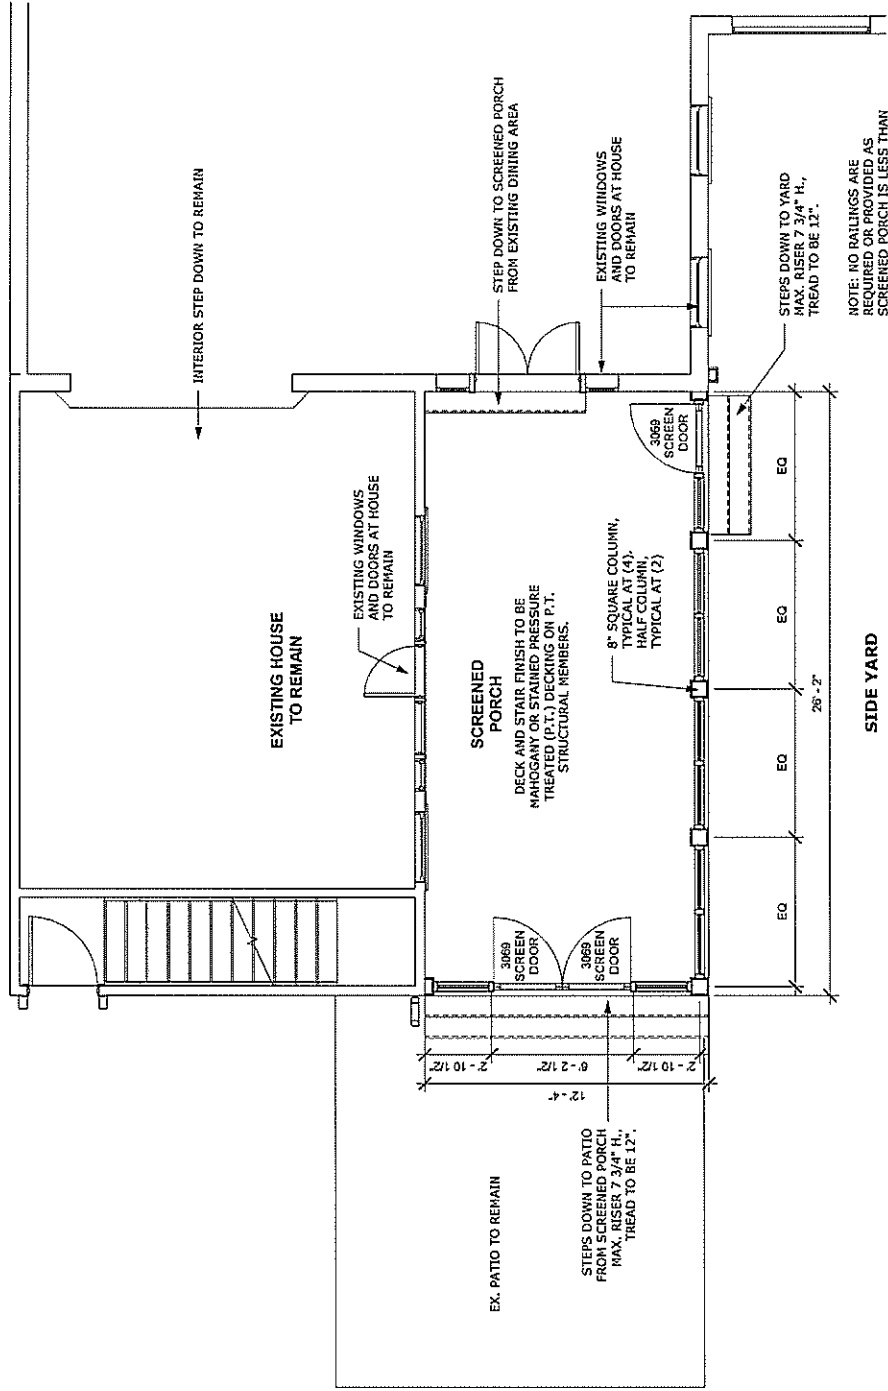 INTERIOR STEP DOWN TO REMAIN
STEP DOWN TO SCREENED PORCH
FROM EXISTING DINING AREA
EXISTING WINDOWS
AND DOORS AT HOUSE
TO REMAIN
STEPS DOWN TO YARD
MAX. RISER 7 3/4" H.,
TREAD TO BE 12".
NOTE: NO RAILINGS ARE
REQUIRED OR PROVIDED AS
SCREENED PORCH IS LESS THAN
EXISTING HOUSE
TO REMAIN
EXISTING WINDOWS
AND DOORS AT HOUSE
TO REMAIN
3069
SCREEN
DOOR
SCREENED
PORCH
DECK AND STAIR FINISH TO BE
MAHOGANY OR STAINED PRESSURE
TREATED (P.T.) DECKING ON P.T.
STRUCTURAL MEMBERS.
8" SQUARE COLUMN,
TYPICAL AT (4).
HALF COLUMN,
TYPICAL AT (2)
EQ
EQ
EQ
EQ
26' - 2"
SIDE YARD
3069
SCREEN
DOOR
3069
SCREEN
DOOR
2' - 10 1/2"
6' - 2 1/2"
2' - 10 1/2"
12' - 4"
EX. PATIO TO REMAIN
STEPS DOWN TO PATIO
FROM SCREENED PORCH
MAX. RISER 7 3/4" H.,
TREAD TO BE 12".